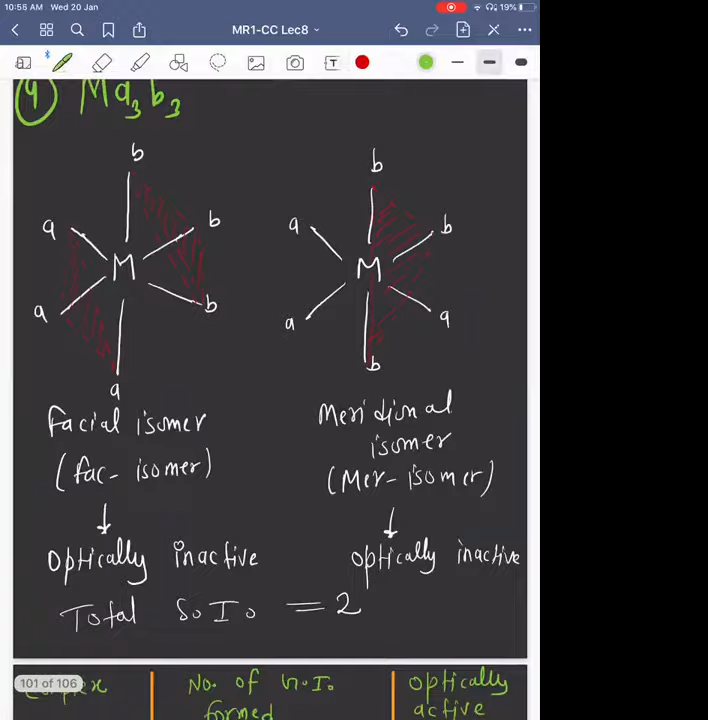 10:56 AM Wed 20 Jan
19%
MR1-CC Lec8
T
4 Ma3b3
b
b
a
b
a
b
M
M
a
b
a
a
a
b
Facial isomer
Meridional
isomer
(fac- isomer)
(Mer- isomer)
↓
↓
Optically inactive
optically inactive
Total S.I. = 2
101 of 106
No. of G.I.
formed
Optically
active